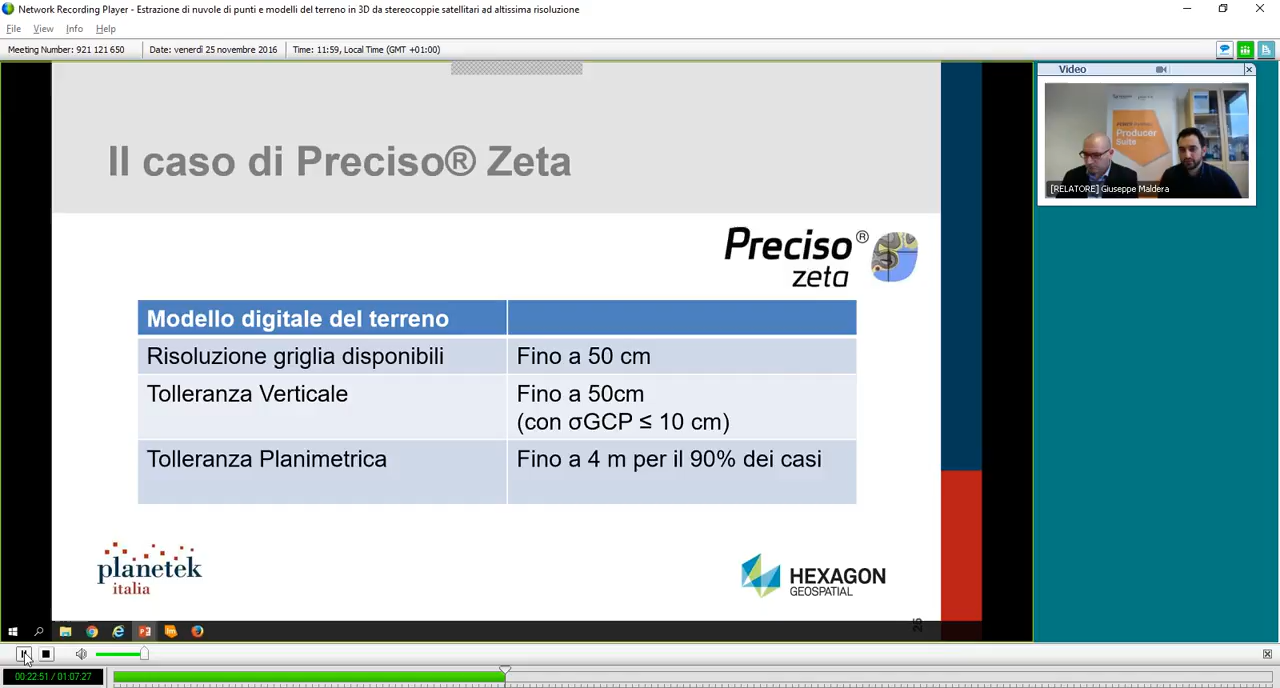 Network Recording Player - Estrazione di nuvole di punti e modelli del terreno in 3D da stereocoppie satellitari ad altissima risoluzione
File View Info Help
Meeting Number: 921 121 650 Date: venerdì 25 novembre 2016 Time: 11:59, Local Time (GMT +01:00)
Video
Producer
Suite
[RELATORE] Giuseppe Maldera
Il caso di Preciso® Zeta
Preciso®
zeta
Modello digitale del terreno
Risoluzione griglia disponibili Fino a 50 cm
Tolleranza Verticale Fino a 50cm
(con σGCP ≤ 10 cm)
Tolleranza Planimetrica Fino a 4 m per il 90% dei casi
planetek
italia
HEXAGON
GEOSPATIAL
25
00:22:51 / 01:07:27